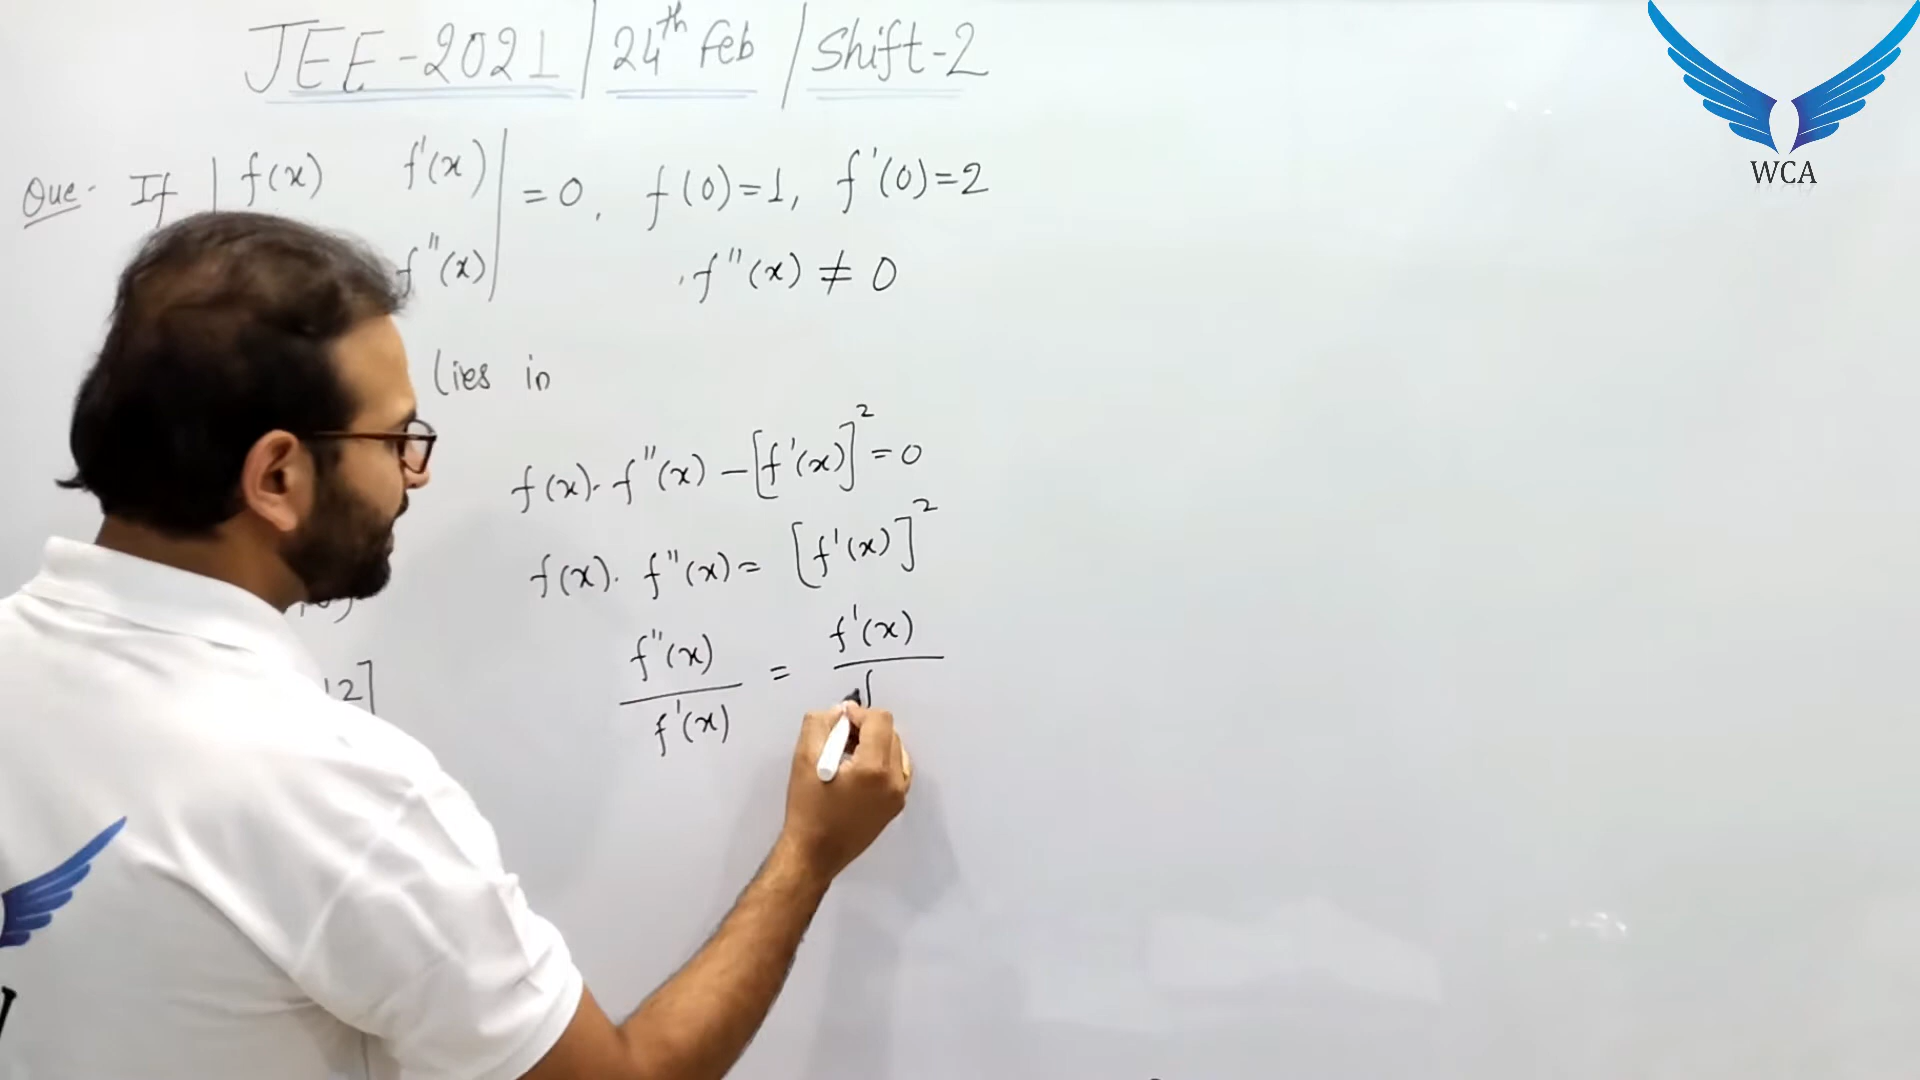 JEE-2021 / 24th Feb / Shift-2
WCA
Que- If | f(x) f'(x) | = 0, f(0)=1, f'(0)=2
f"(x) , f"(x) ≠ 0
lies in
f(x). f"(x) - [f'(x)]² = 0
f(x). f"(x) = [f'(x)]²
f"(x) / f'(x) = f'(x) /
12]